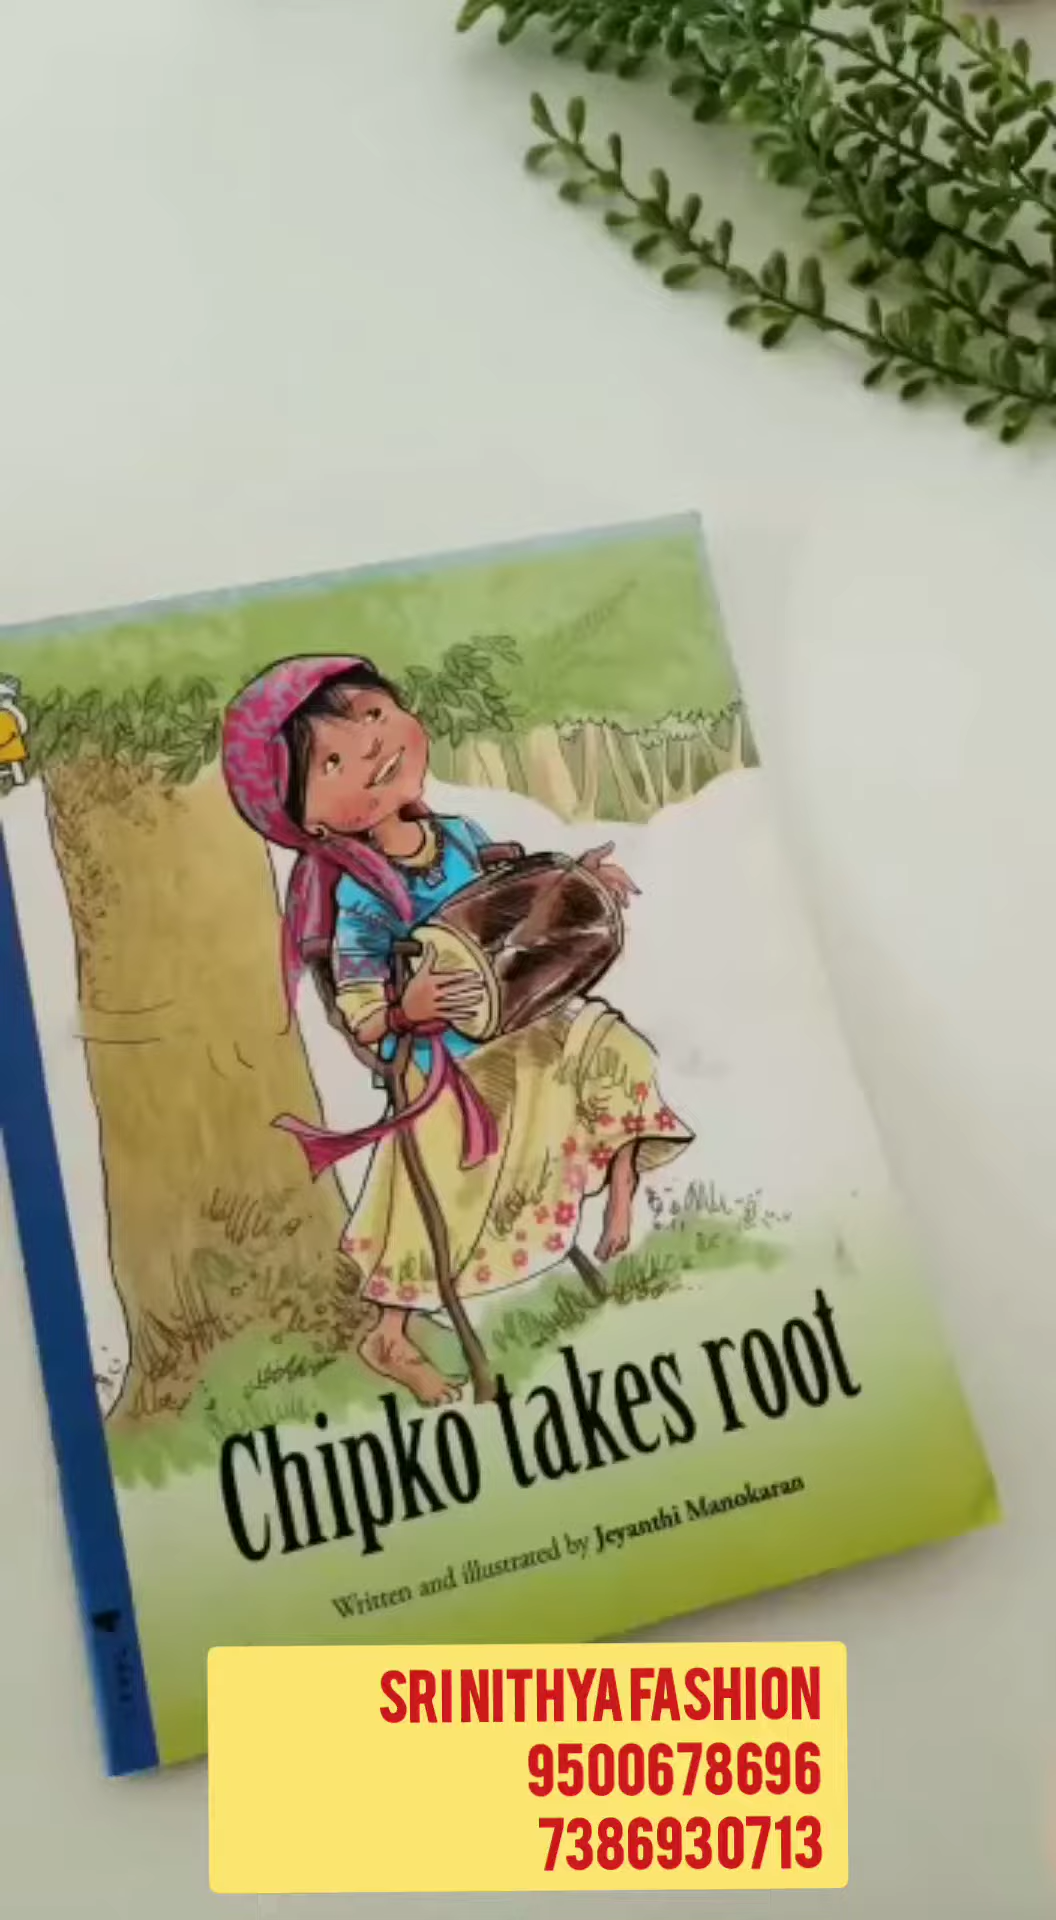 Chipko takes root
Written and illustrated by Jeyanthi Manokaran
SRI NITHYA FASHION
9500678696
7386930713